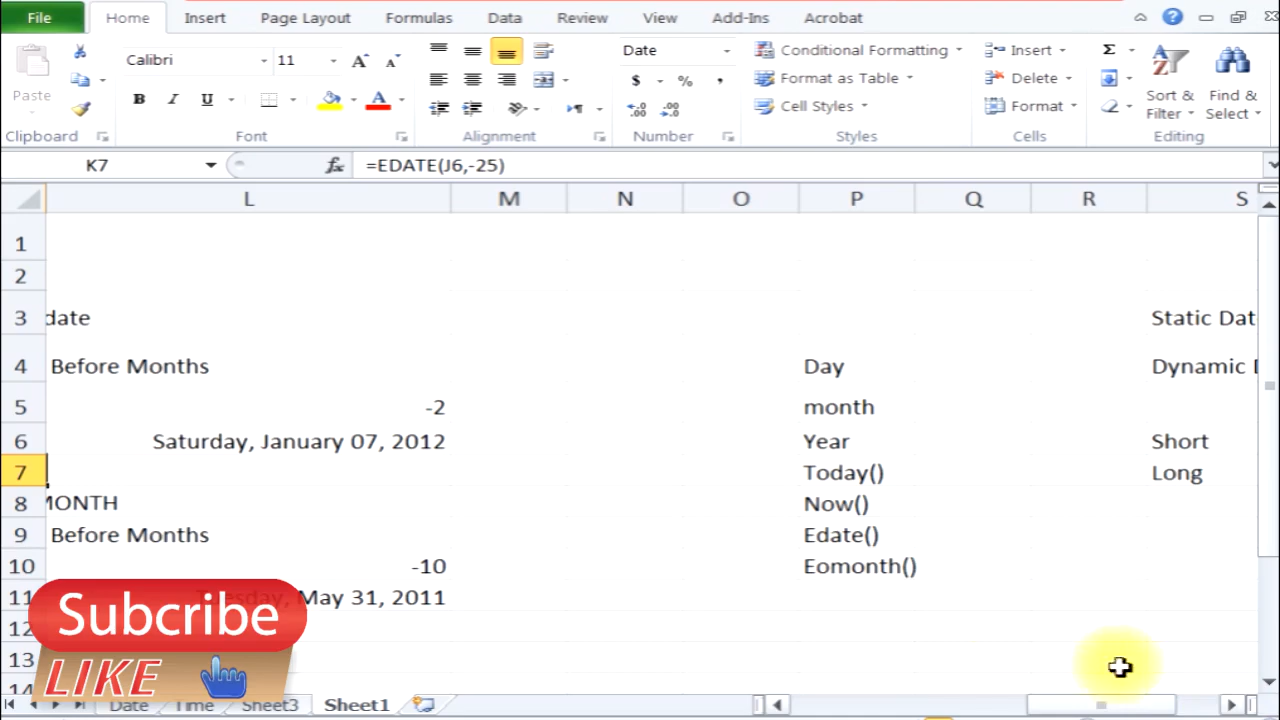 File Home Insert Page Layout Formulas Data Review View Add-Ins Acrobat
Calibri 11 Date Conditional Formatting Insert Σ
Paste B I U A $ % , Format as Table Delete Sort & Find &
Cell Styles Format Filter Select
Clipboard Font Alignment Number Styles Cells Editing
K7 fx =EDATE(J6,-25)
L M N O P Q R S
1
2
3 date Static Dat
4 Before Months Day Dynamic
5 -2 month
6 Saturday, January 07, 2012 Year Short
7 Today() Long
8 MONTH Now()
9 Before Months Edate()
10 -10 Eomonth()
11 Tuesday, May 31, 2011
12
13
14
Subcribe
LIKE
Date Time Sheet3 Sheet1